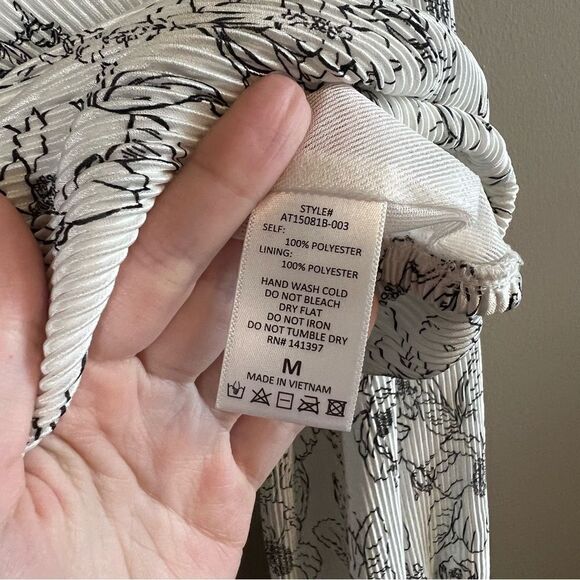 STYLE#
AT15081B-003
SELF:
100% POLYESTER
LINING:
100% POLYESTER
HAND WASH COLD
DO NOT BLEACH
DRY FLAT
DO NOT IRON
DO NOT TUMBLE DRY
RN# 141397
M
MADE IN VIETNAM